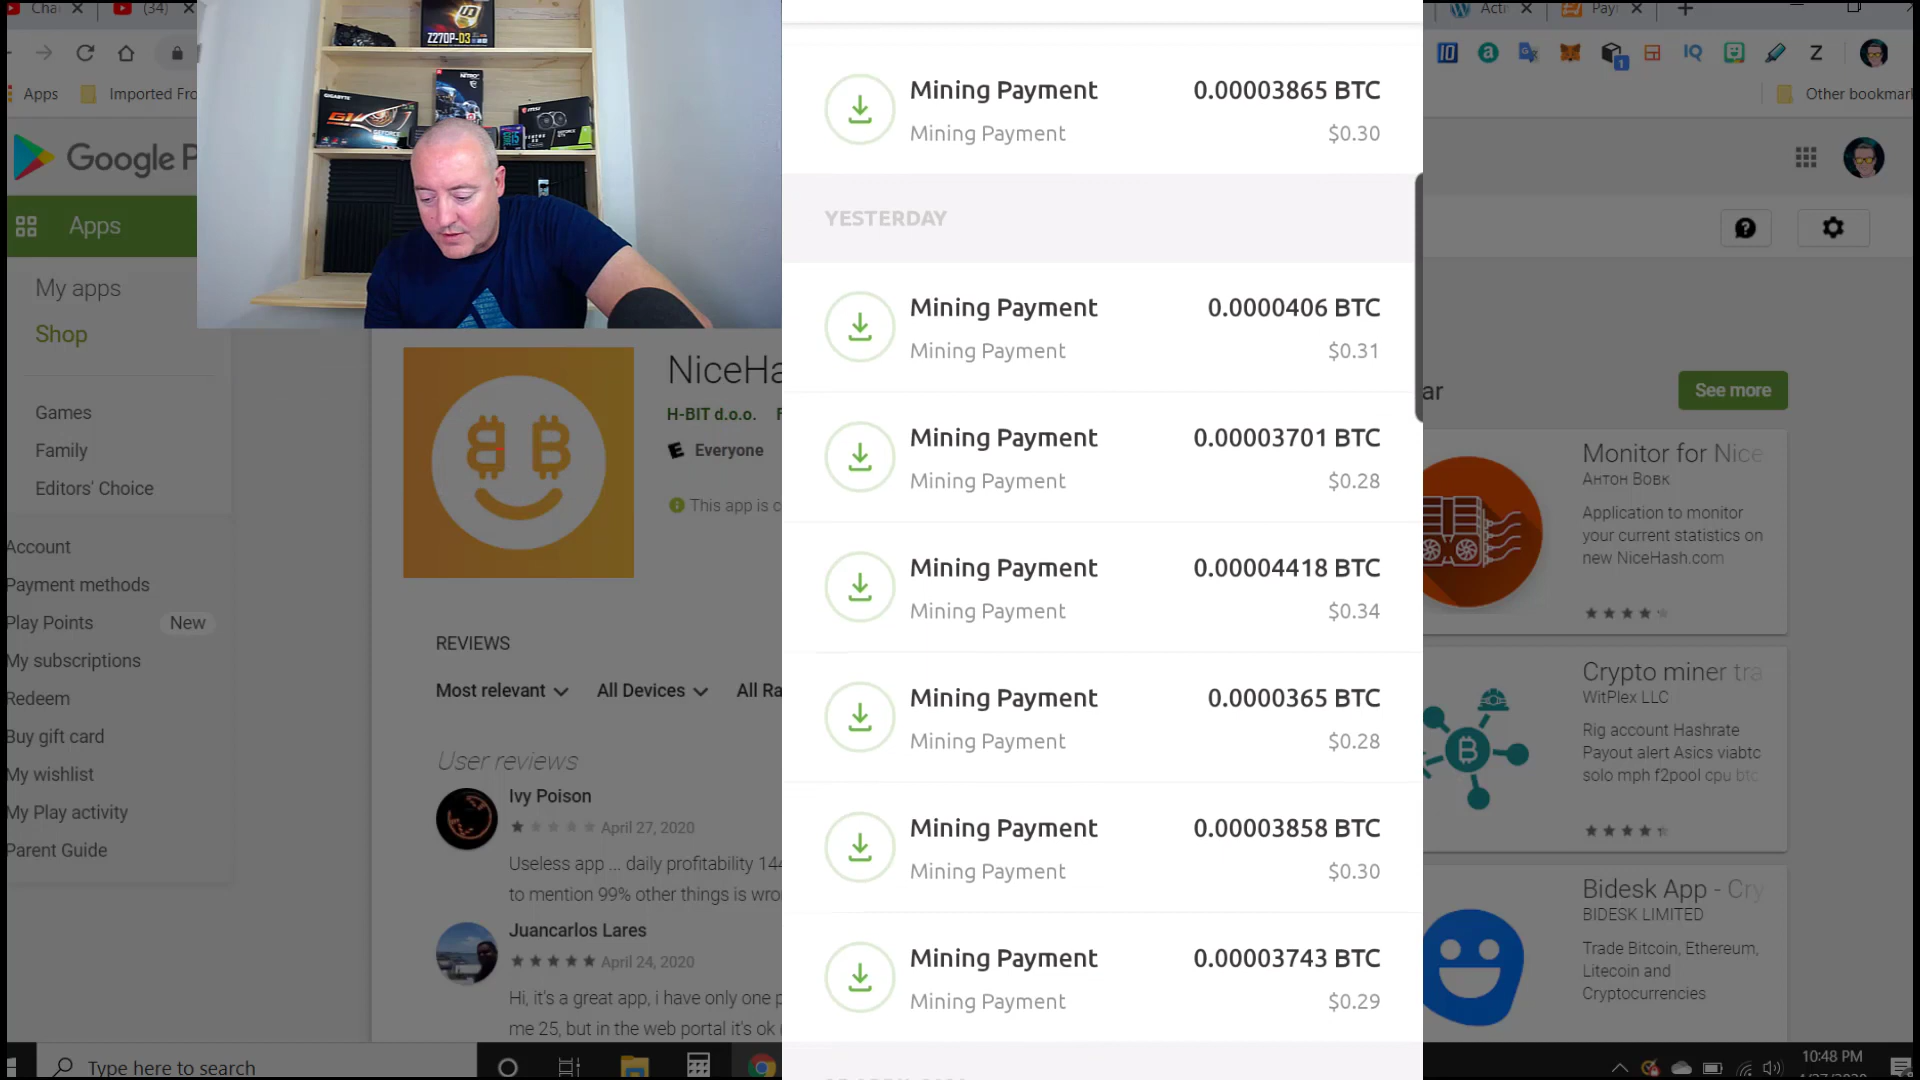 (34)
Apps
Imported Fro
Google P
Apps
My apps
Shop
Games
Family
Editors' Choice
Account
Payment methods
Play Points
New
My subscriptions
Redeem
Buy gift card
My wishlist
My Play activity
Parent Guide
Z270P-D3
NITRO+
GIGABYTE
G1
i5
NiceHa
H-BIT d.o.o.
Everyone
This app is c
REVIEWS
Most relevant
All Devices
All Ra
User reviews
Ivy Poison
April 27, 2020
Useless app ... daily profitability 144
to mention 99% other things is wro
Juancarlos Lares
April 24, 2020
Hi, it's a great app, i have only one p
me 25, but in the web portal it's ok
Mining Payment 0.00003865 BTC
Mining Payment $0.30
YESTERDAY
Mining Payment 0.0000406 BTC
Mining Payment $0.31
Mining Payment 0.00003701 BTC
Mining Payment $0.28
Mining Payment 0.00004418 BTC
Mining Payment $0.34
Mining Payment 0.0000365 BTC
Mining Payment $0.28
Mining Payment 0.00003858 BTC
Mining Payment $0.30
Mining Payment 0.00003743 BTC
Mining Payment $0.29
Other bookmar
ar
See more
Monitor for Nice
Антон Вовк
Application to monitor
your current statistics on
new NiceHash.com
Crypto miner tra
WitPlex LLC
Rig account Hashrate
Payout alert Asics viabtc
solo mph f2pool cpu btc
Bidesk App - Cry
BIDESK LIMITED
Trade Bitcoin, Ethereum,
Litecoin and
Cryptocurrencies
Type here to search
10:48 PM